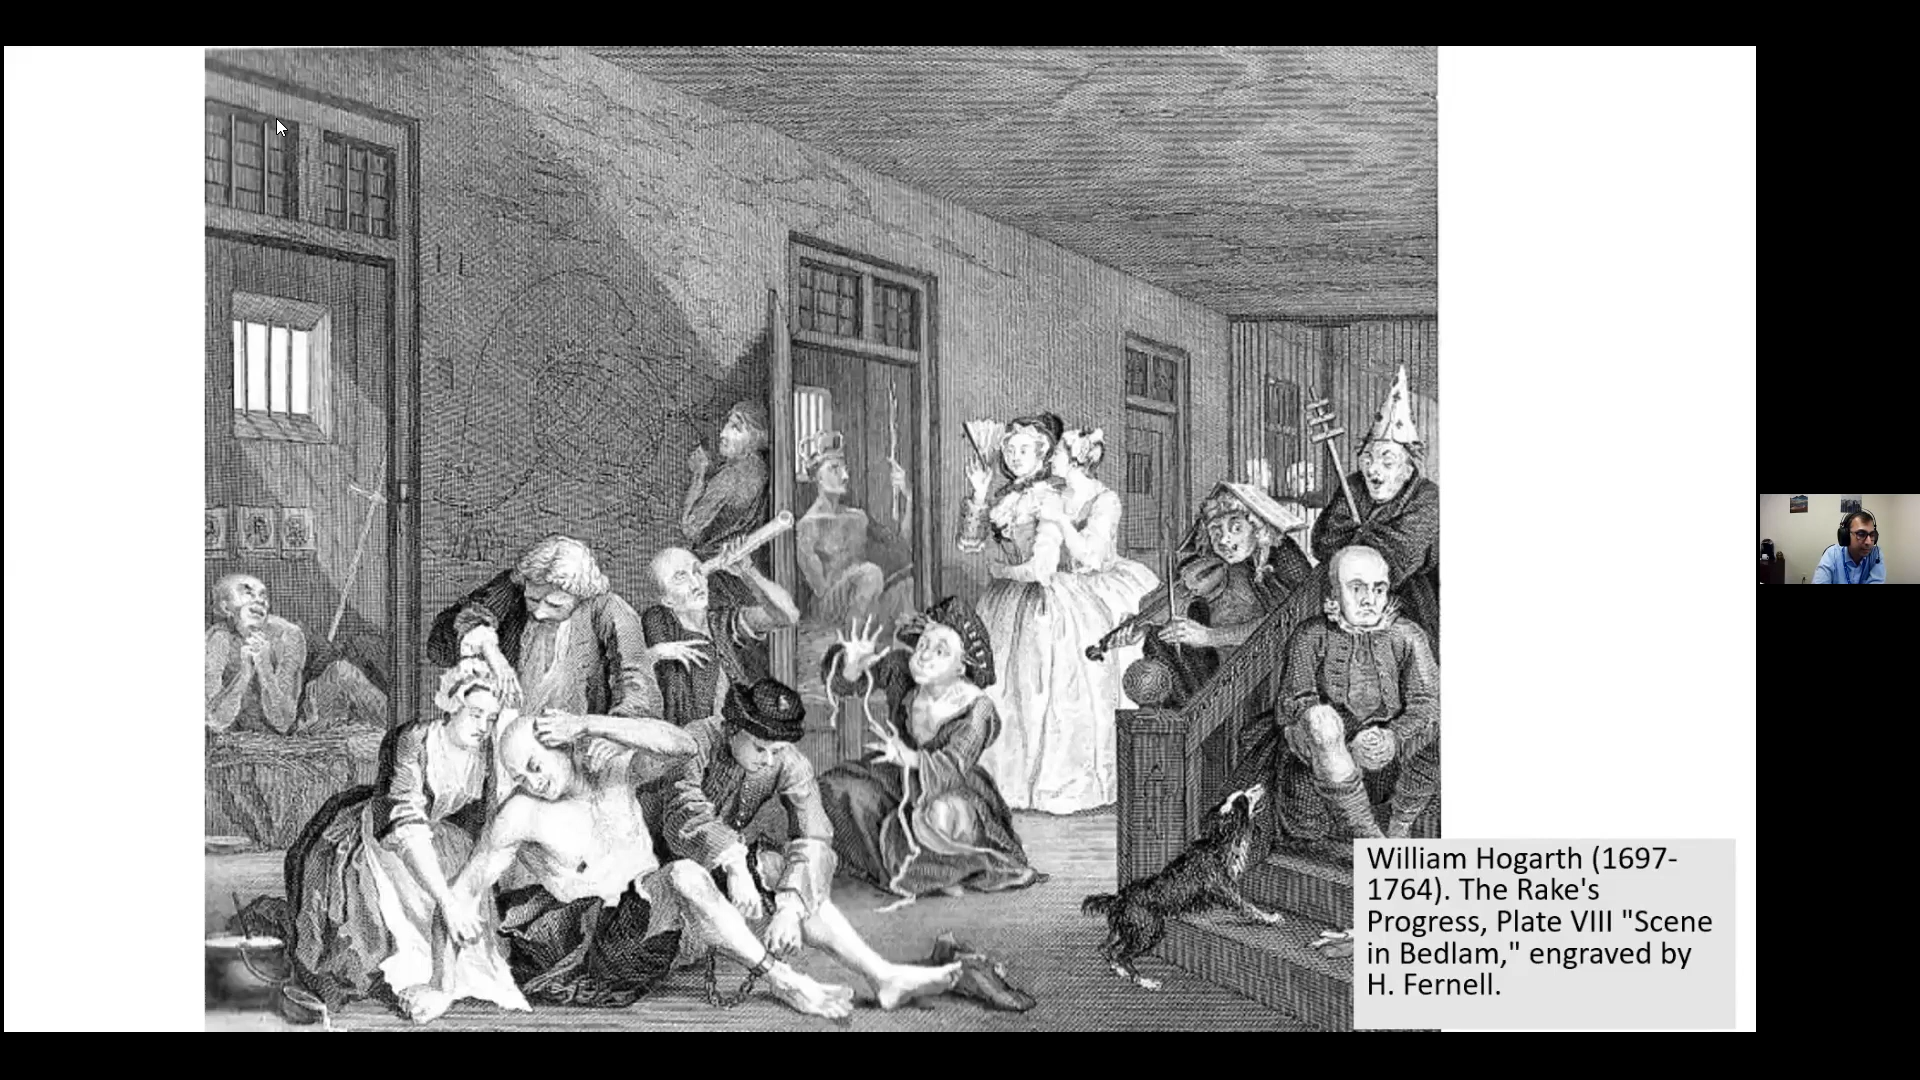 William Hogarth (1697-
1764). The Rake's
Progress, Plate VIII "Scene
in Bedlam," engraved by
H. Fernell.